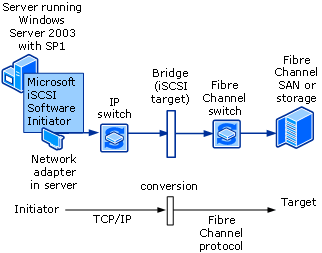 Server running
Windows
Server 2003
with SP1
Microsoft
iSCSI
Software
Initiator
Network
adapter
in server
IP
switch
Bridge
(iSCSI
target)
Fibre
Channel
switch
Fibre
Channel
SAN or
storage
Initiator
TCP/IP
conversion
Fibre
Channel
protocol
Target